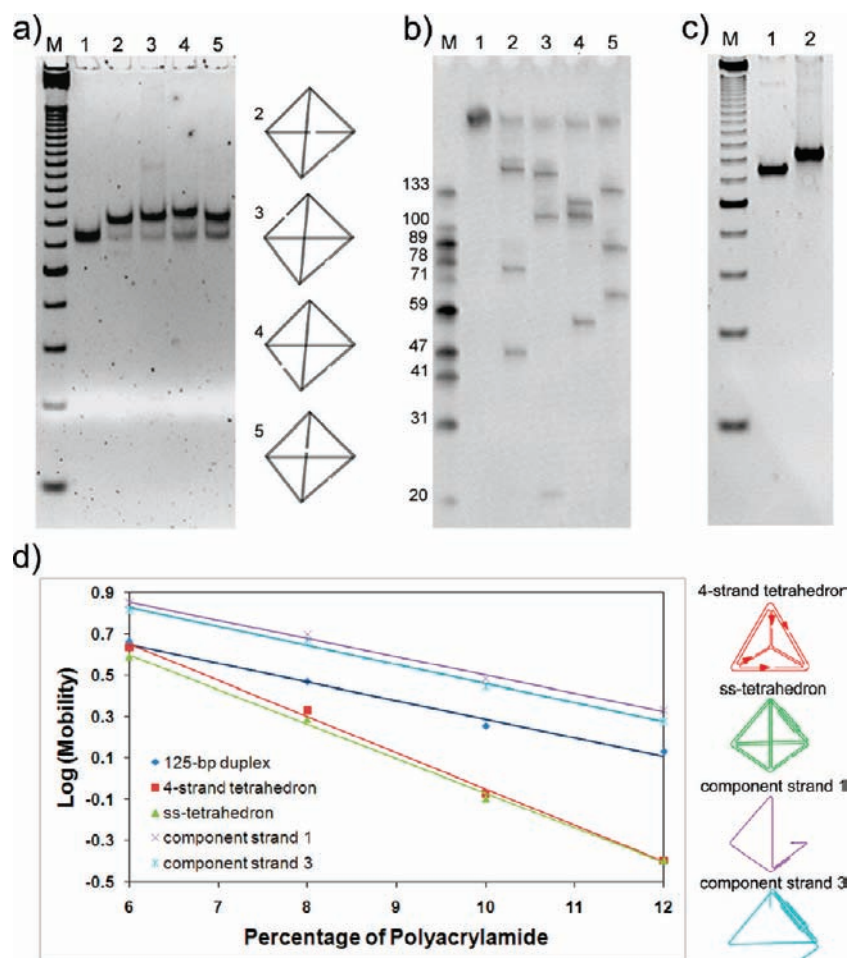 a)
M 1 2 3 4 5
2
3
4
5
b)
M 1 2 3 4 5
133
100
89
78
71
59
47
41
31
20
c)
M 1 2
d)
Log (Mobility)
0.9
0.7
0.5
0.3
0.1
-0.1
-0.3
-0.5
6 7 8 9 10 11 12
Percentage of Polyacrylamide
125-bp duplex
4-strand tetrahedron
ss-tetrahedron
component strand 1
component strand 3
4-strand tetrahedron
ss-tetrahedron
component strand 1
component strand 3